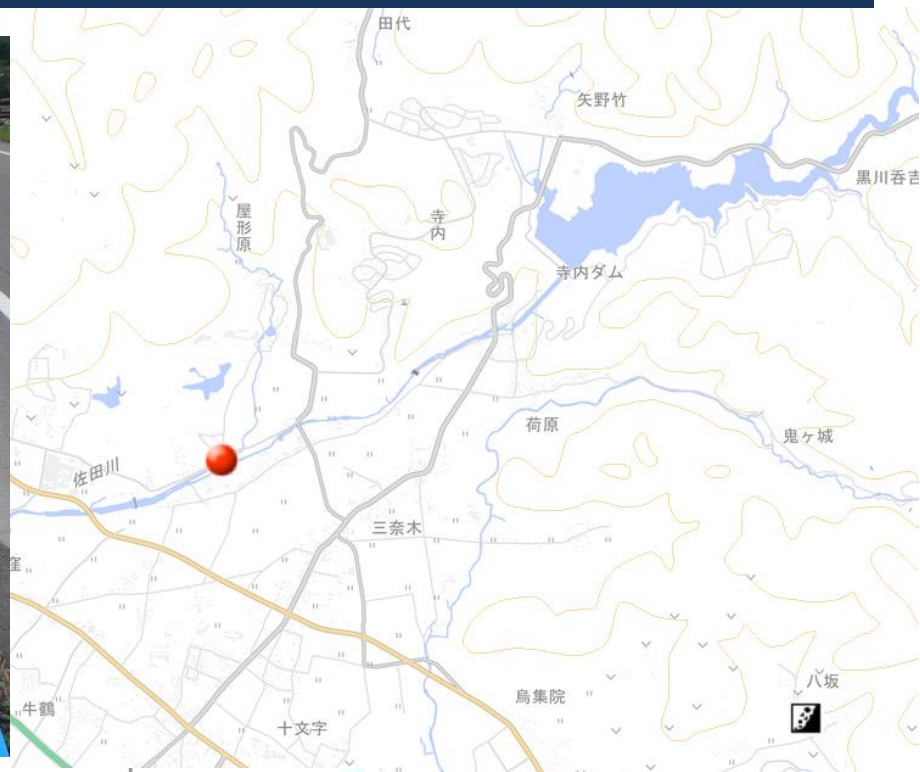 田代
矢野竹
黒川呑吉
屋形原
寺内
寺内ダム
荷原
鬼ヶ城
佐田川
三奈木
窪
八坂
烏集院
牛鶴
十文字